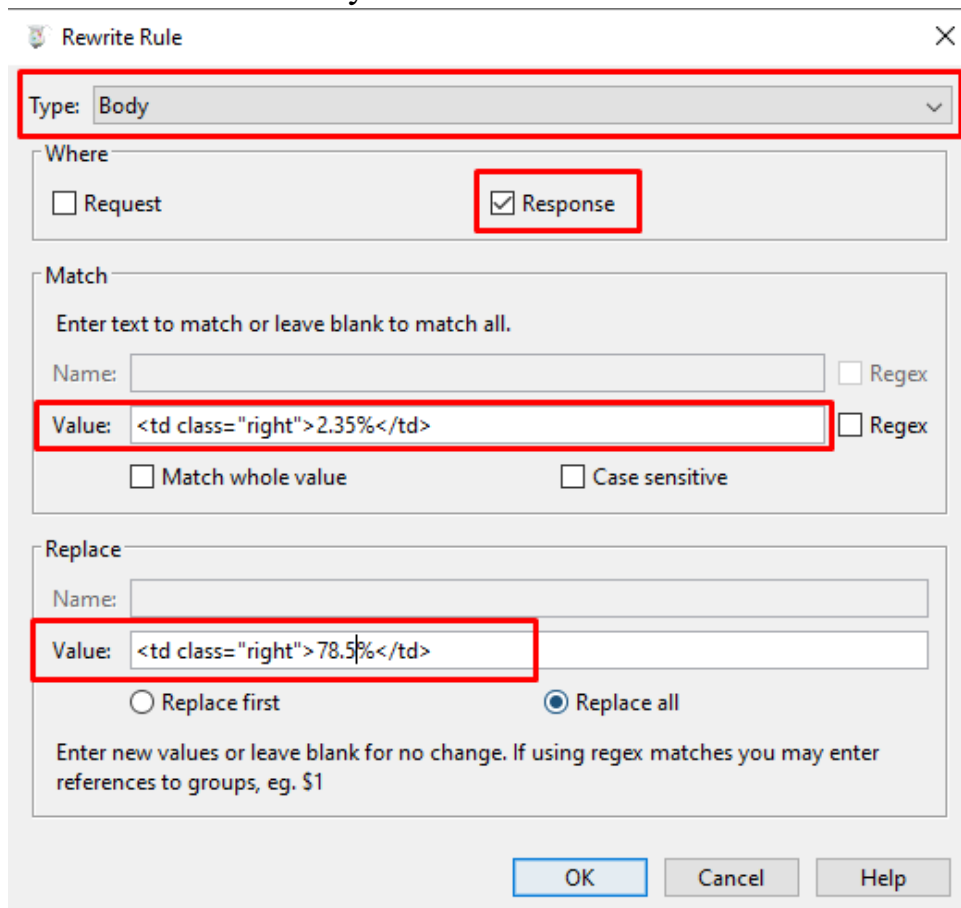 Rewrite Rule
Type: Body
Where
Request Response
Match
Enter text to match or leave blank to match all.
Name: Regex
Value: <td class="right">2.35%</td> Regex
Match whole value Case sensitive
Replace
Name:
Value: <td class="right">78.5%</td>
Replace first Replace all
Enter new values or leave blank for no change. If using regex matches you may enter
references to groups, eg. $1
OK Cancel Help